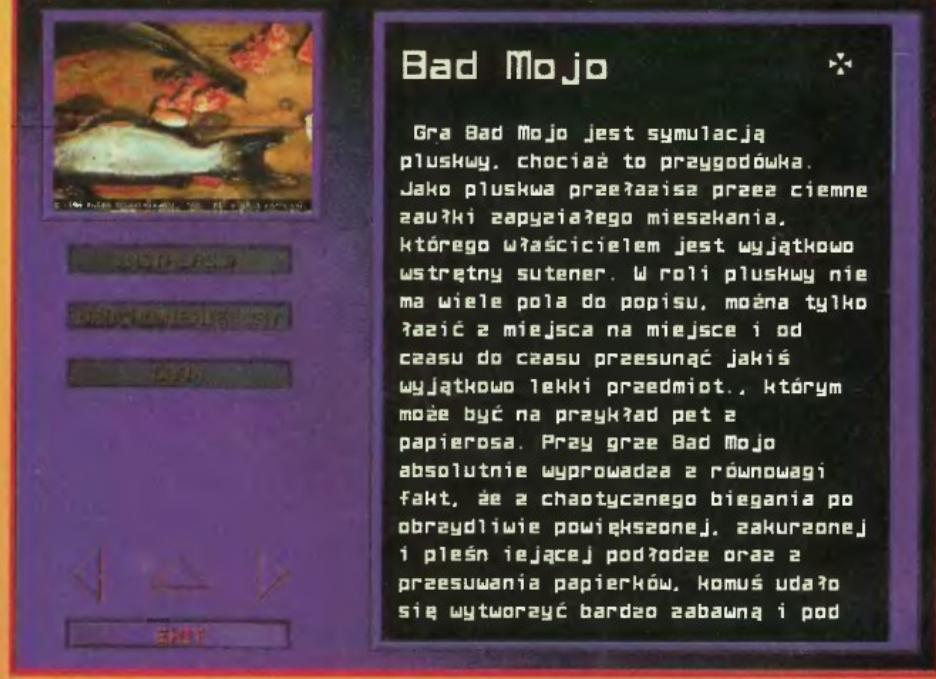 Bad Mojo
Gra Bad Mojo jest symulacją
pluskwy, chociaż to przygodówka.
Jako pluskwa przełazisz przez ciemne
zaułki zapyziałego mieszkania,
którego właścicielem jest wyjątkowo
wstrętny sutener. W roli pluskwy nie
ma wiele pola do popisu, można tylko
łazić z miejsca na miejsce i od
czasu do czasu przesunąć jakiś
wyjątkowo lekki przedmiot., którym
może być na przykład pet z
papierosa. Przy grze Bad Mojo
absolutnie wyprowadza z równowagi
fakt, że z chaotycznego biegania po
obrzydliwie powiększonej, zakurzonej
i pleśn iejącej podłodze oraz z
przesuwania papierków, komuś udało
się wytworzyć bardzo zabawną i pod
EXIT